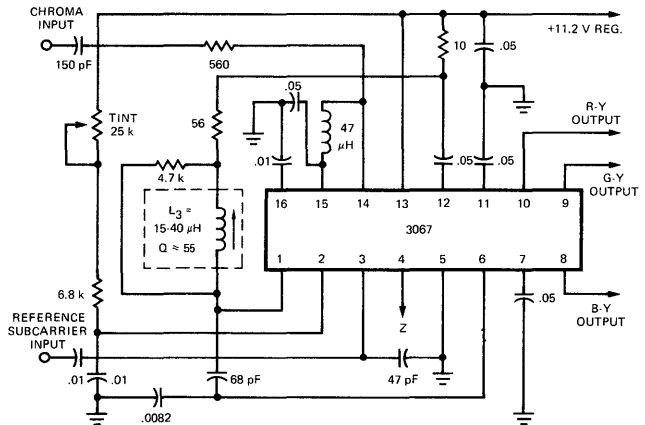 CHROMA
INPUT
+11.2 V REG.
150 pF
560
10
.05
TINT
25 k
56
.05
47
μH
R-Y
OUTPUT
4.7 k
.01
.05
.05
G-Y
OUTPUT
L3 =
15-40 μH
Q ≈ 55
16 15 14 13 12 11 10 9
3067
1 2 3 4 5 6 7 8
6.8 k
REFERENCE
SUBCARRIER
INPUT
Z
.05
B-Y
OUTPUT
.01 .01
68 pF
47 pF
.0082